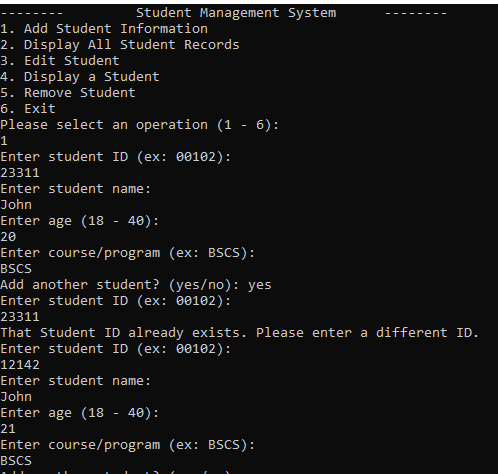 -------- Student Management System --------
1. Add Student Information
2. Display All Student Records
3. Edit Student
4. Display a Student
5. Remove Student
6. Exit
Please select an operation (1 - 6):
1
Enter student ID (ex: 00102):
23311
Enter student name:
John
Enter age (18 - 40):
20
Enter course/program (ex: BSCS):
BSCS
Add another student? (yes/no): yes
Enter student ID (ex: 00102):
23311
That Student ID already exists. Please enter a different ID.
Enter student ID (ex: 00102):
12142
Enter student name:
John
Enter age (18 - 40):
21
Enter course/program (ex: BSCS):
BSCS